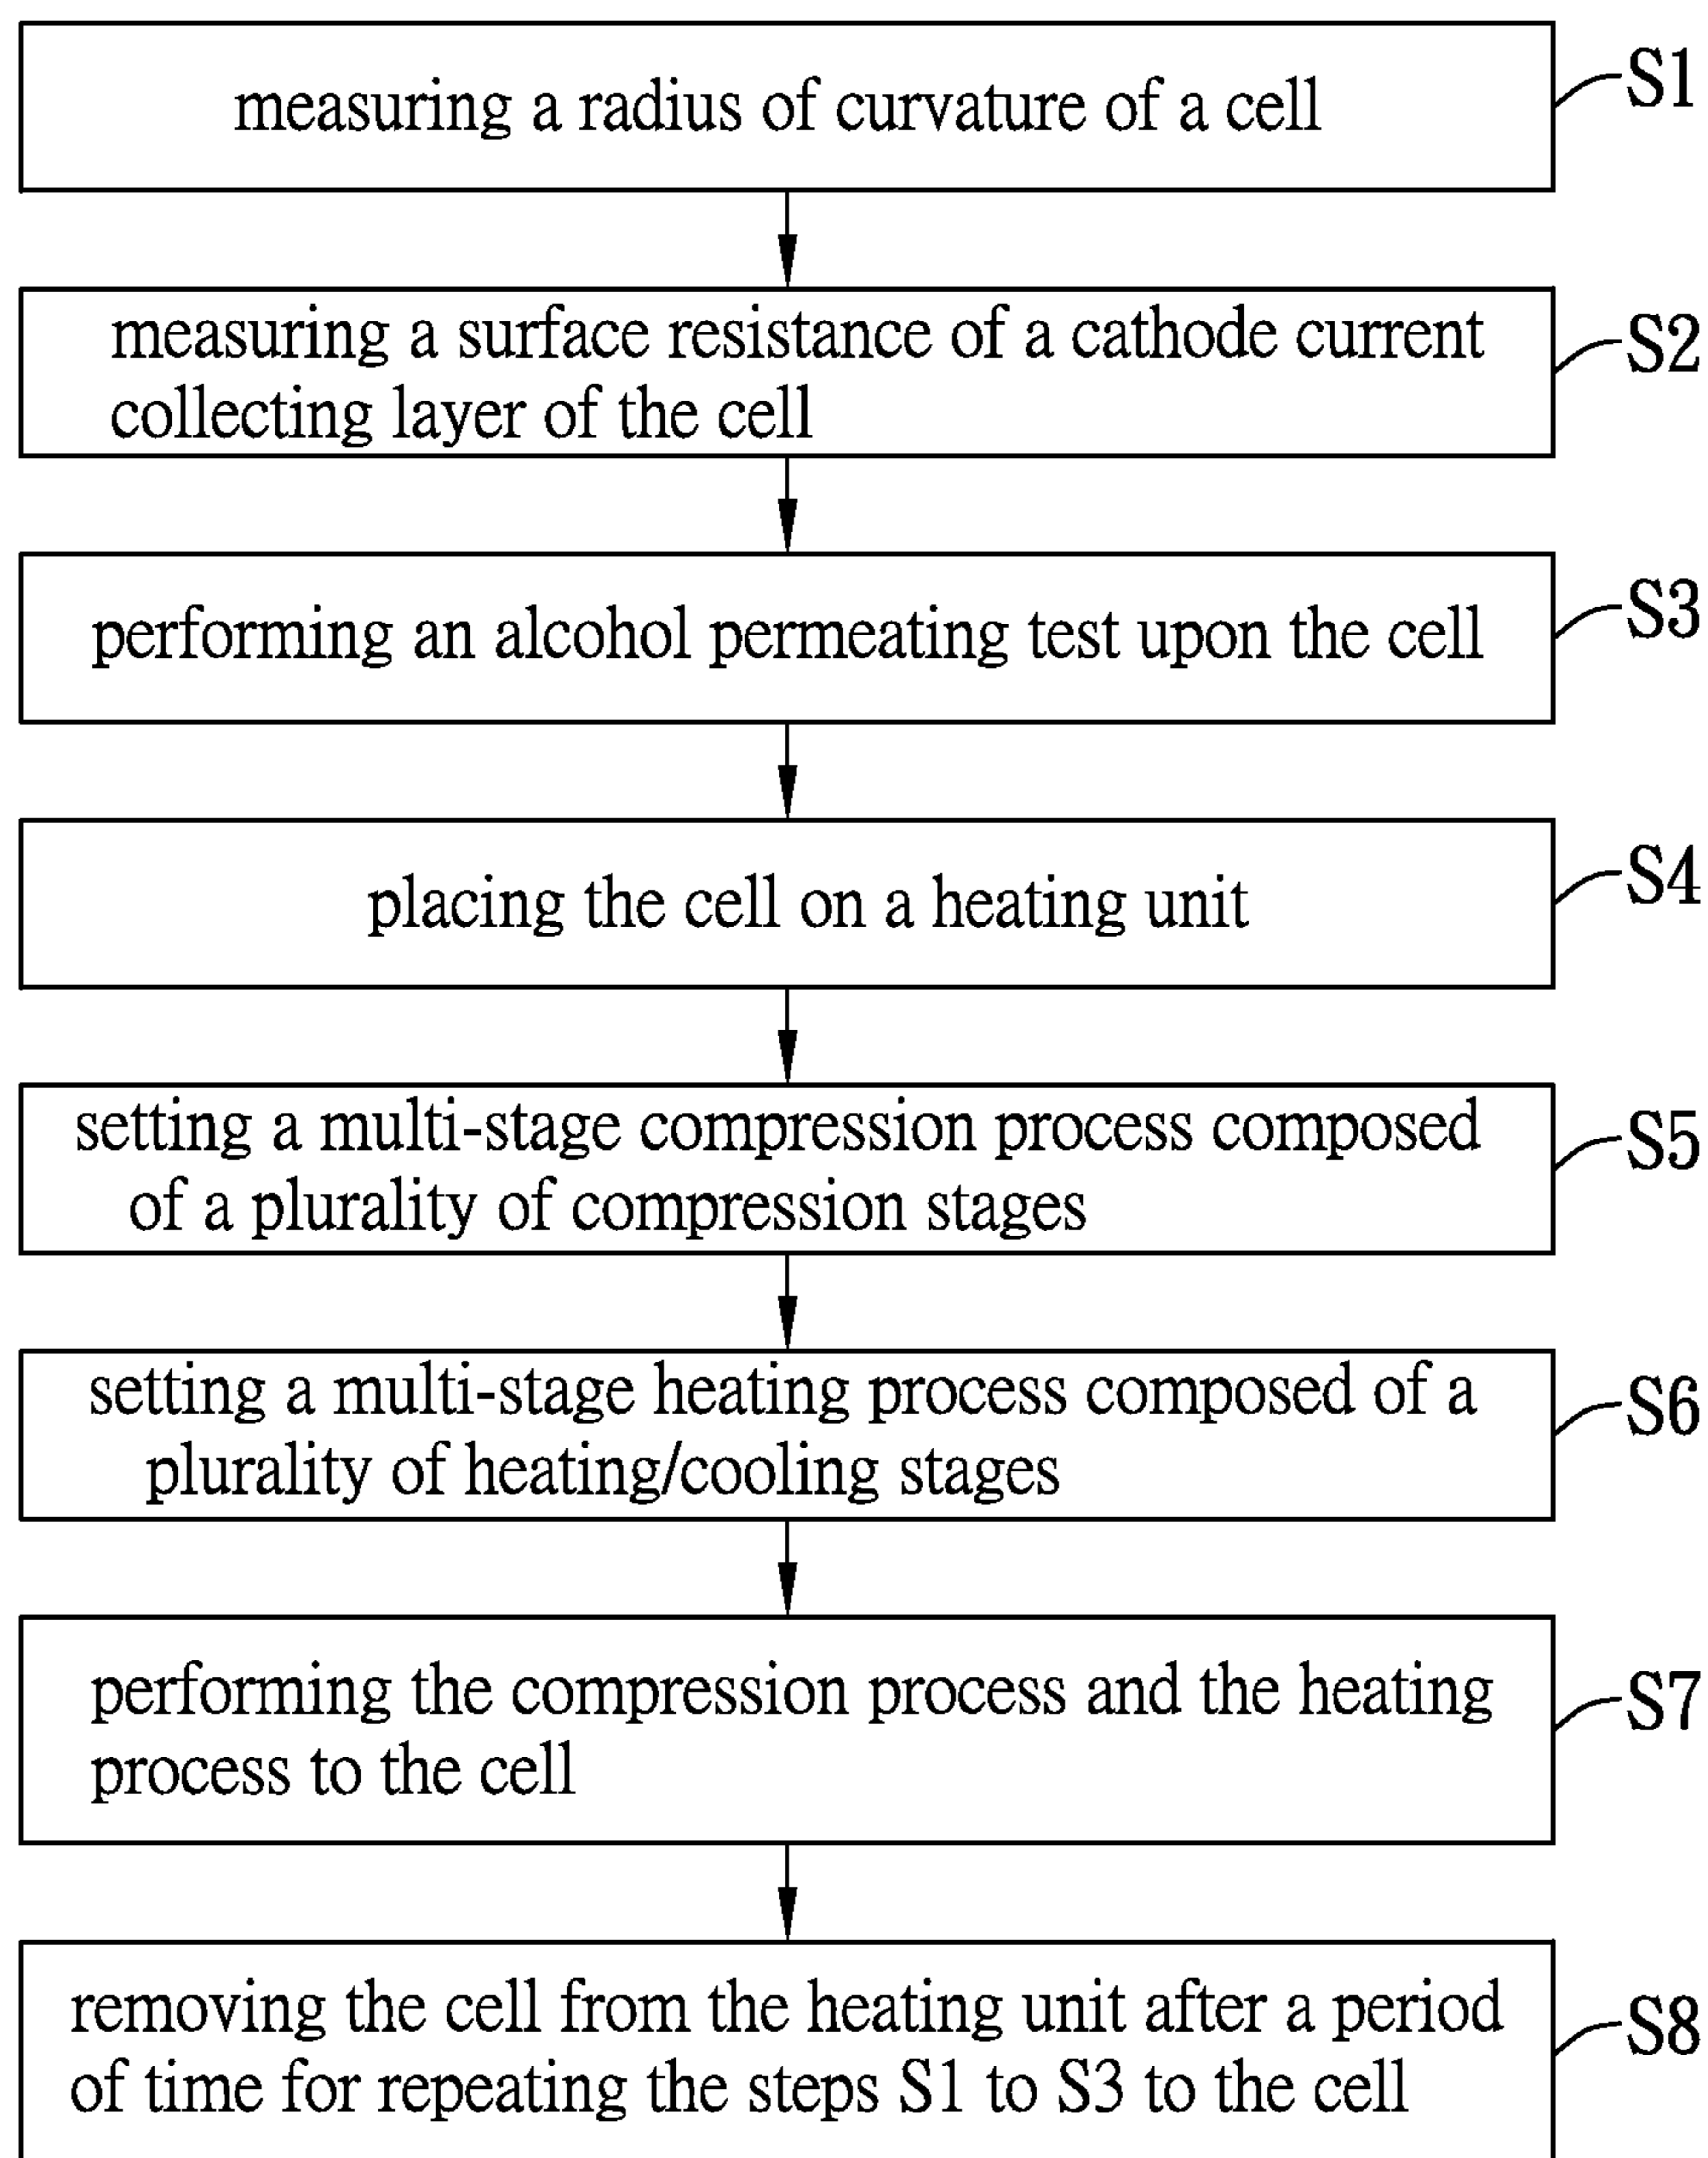 measuring a radius of curvature of a cell
S1
measuring a surface resistance of a cathode current
collecting layer of the cell
S2
performing an alcohol permeating test upon the cell
S3
placing the cell on a heating unit
S4
setting a multi-stage compression process composed
of a plurality of compression stages
S5
setting a multi-stage heating process composed of a
plurality of heating/cooling stages
S6
performing the compression process and the heating
process to the cell
S7
removing the cell from the heating unit after a period
of time for repeating the steps S1 to S3 to the cell
S8